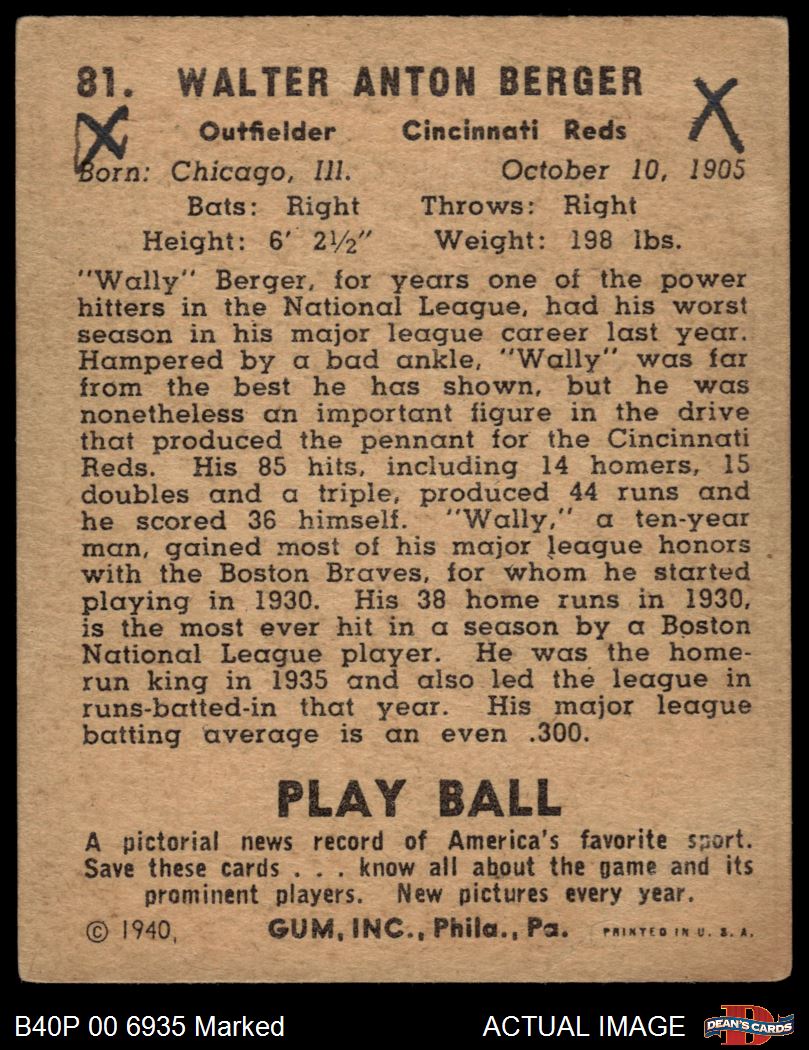 81. WALTER ANTON BERGER
X X
Outfielder Cincinnati Reds
Born: Chicago, Ill. October 10, 1905
Bats: Right Throws: Right
Height: 6' 2½" Weight: 198 lbs.
"Wally" Berger, for years one of the power
hitters in the National League, had his worst
season in his major league career last year.
Hampered by a bad ankle, "Wally" was far
from the best he has shown, but he was
nonetheless an important figure in the drive
that produced the pennant for the Cincinnati
Reds. His 85 hits, including 14 homers, 15
doubles and a triple, produced 44 runs and
he scored 36 himself. "Wally," a ten-year
man, gained most of his major league honors
with the Boston Braves, for whom he started
playing in 1930. His 38 home runs in 1930,
is the most ever hit in a season by a Boston
National League player. He was the home-
run king in 1935 and also led the league in
runs-batted-in that year. His major league
batting average is an even .300.
PLAY BALL
A pictorial news record of America's favorite sport.
Save these cards . . . know all about the game and its
prominent players. New pictures every year.
© 1940, GUM, INC., Phila., Pa. PRINTED IN U. S. A.
B40P 00 6935 Marked ACTUAL IMAGE D DEAN'S CARDS